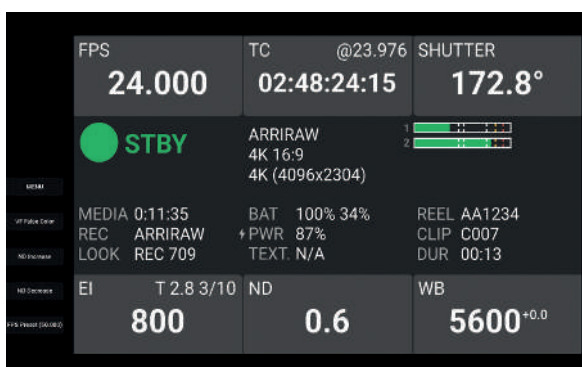 FPS
24.000
TC @23.976
02:48:24:15
SHUTTER
172.8°
STBY
ARRIRAW
4K 16:9
4K (4096x2304)
1
2
MENU
VF False Color
ND Increase
ND Decrease
FPS Preset (50.000)
MEDIA 0:11:35
REC ARRIRAW
LOOK REC 709
BAT 100% 34%
PWR 87%
TEXT. N/A
REEL AA1234
CLIP C007
DUR 00:13
EI T 2.8 3/10
800
ND
0.6
WB
5600+0.0